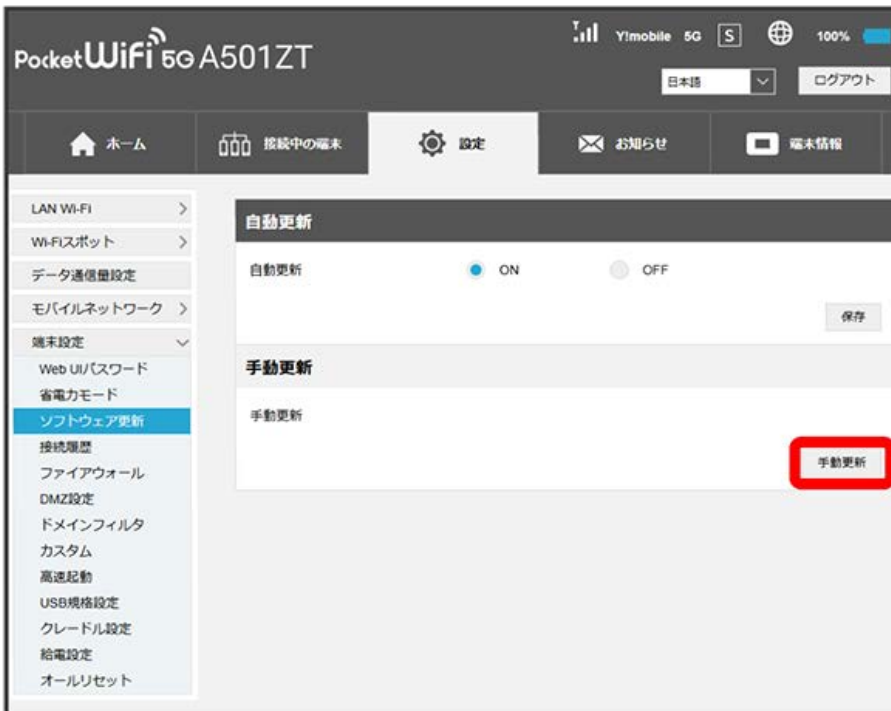 Y!mobile 5G S 100%
Pocket WiFi 5G A501ZT
日本語 ログアウト
ホーム 接続中の端末 設定 お知らせ 端末情報
LAN Wi-Fi
Wi-Fiスポット
データ通信量設定
モバイルネットワーク
端末設定
Web UIパスワード
省電力モード
ソフトウェア更新
接続履歴
ファイアウォール
DMZ設定
ドメインフィルタ
カスタム
高速起動
USB規格設定
クレードル設定
給電設定
オールリセット
自動更新
自動更新 ON OFF
保存
手動更新
手動更新
手動更新